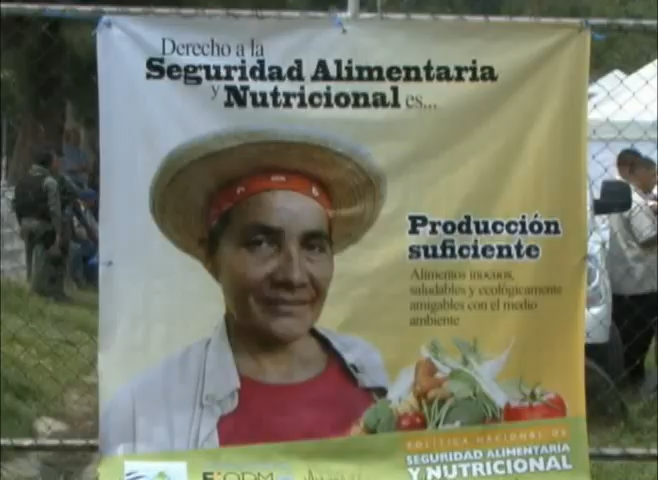 Derecho a la
Seguridad Alimentaria
y Nutricional es...
Producción
suficiente
Alimentos inocuos,
saludables y ecológicamente
amigables con el medio
ambiente
POLÍTICA NACIONAL DE
SEGURIDAD ALIMENTARIA
Y NUTRICIONAL